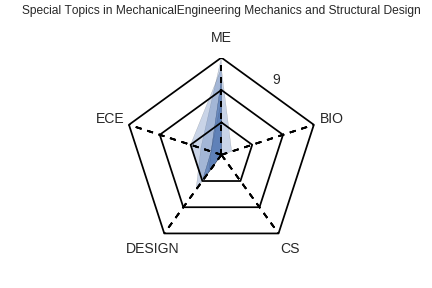 Special Topics in MechanicalEngineering Mechanics and Structural Design
ME
9
ECE
BIO
DESIGN
CS